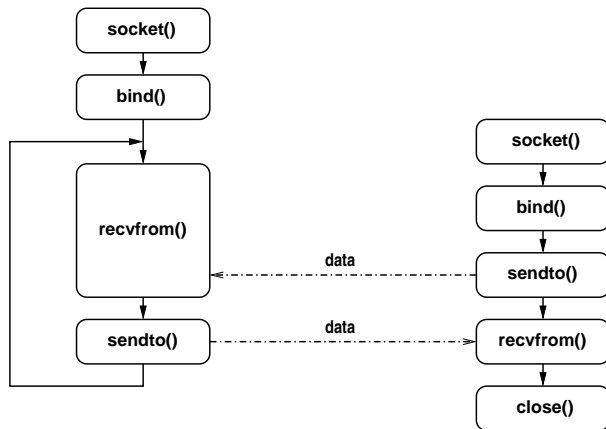 socket()
bind()
recvfrom()
sendto()
data
data
socket()
bind()
sendto()
recvfrom()
close()